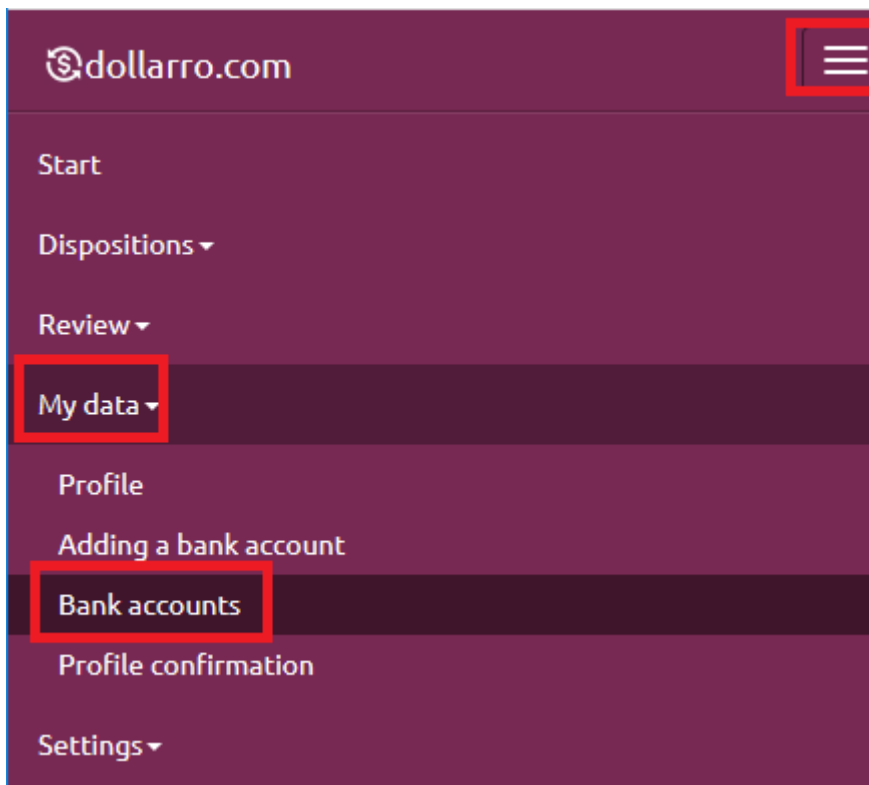 dollarro.com
Start
Dispositions
Review
My data
Profile
Adding a bank account
Bank accounts
Profile confirmation
Settings